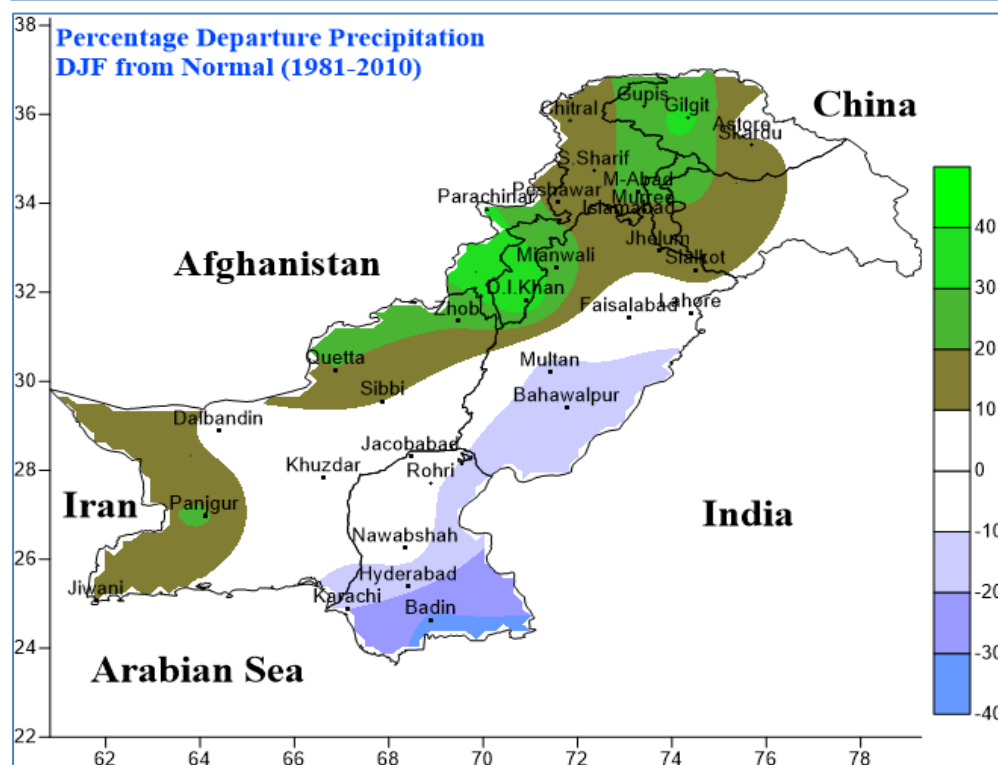 Percentage Departure Precipitation
DJF from Normal (1981-2010)
China
Afghanistan
Iran
India
Arabian Sea
Chitral
Gupis
Gilgit
Astore
Skardu
S.Sharif
M-Abad
Parachinar
Peshawar
Murree
Islamabad
Jhelum
Sialkot
Mianwali
D.I.Khan
Zhob
Faisalabad
Lahore
Quetta
Multan
Sibbi
Bahawalpur
Dalbandin
Jacobabad
Khuzdar
Rohri
Panjgur
Nawabshah
Jiwani
Hyderabad
Karachi
Badin
38
36
34
32
30
28
26
24
22
62 64 66 68 70 72 74 76 78
40
30
20
10
0
-10
-20
-30
-40